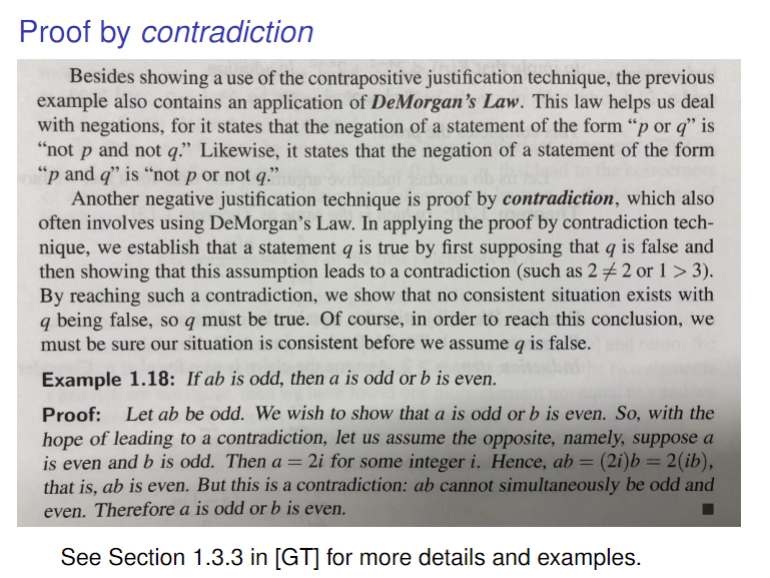 Proof by contradiction
Besides showing a use of the contrapositive justification technique, the previous
example also contains an application of DeMorgan's Law. This law helps us deal
with negations, for it states that the negation of a statement of the form “p or q” is
“not p and not q.” Likewise, it states that the negation of a statement of the form
“p and q” is “not p or not q.”
Another negative justification technique is proof by contradiction, which also
often involves using DeMorgan's Law. In applying the proof by contradiction tech-
nique, we establish that a statement q is true by first supposing that q is false and
then showing that this assumption leads to a contradiction (such as 2 ≠ 2 or 1 > 3).
By reaching such a contradiction, we show that no consistent situation exists with
q being false, so q must be true. Of course, in order to reach this conclusion, we
must be sure our situation is consistent before we assume q is false.
Example 1.18: If ab is odd, then a is odd or b is even.
Proof: Let ab be odd. We wish to show that a is odd or b is even. So, with the
hope of leading to a contradiction, let us assume the opposite, namely, suppose a
is even and b is odd. Then a = 2i for some integer i. Hence, ab = (2i)b = 2(ib),
that is, ab is even. But this is a contradiction: ab cannot simultaneously be odd and
even. Therefore a is odd or b is even. ■
See Section 1.3.3 in [GT] for more details and examples.